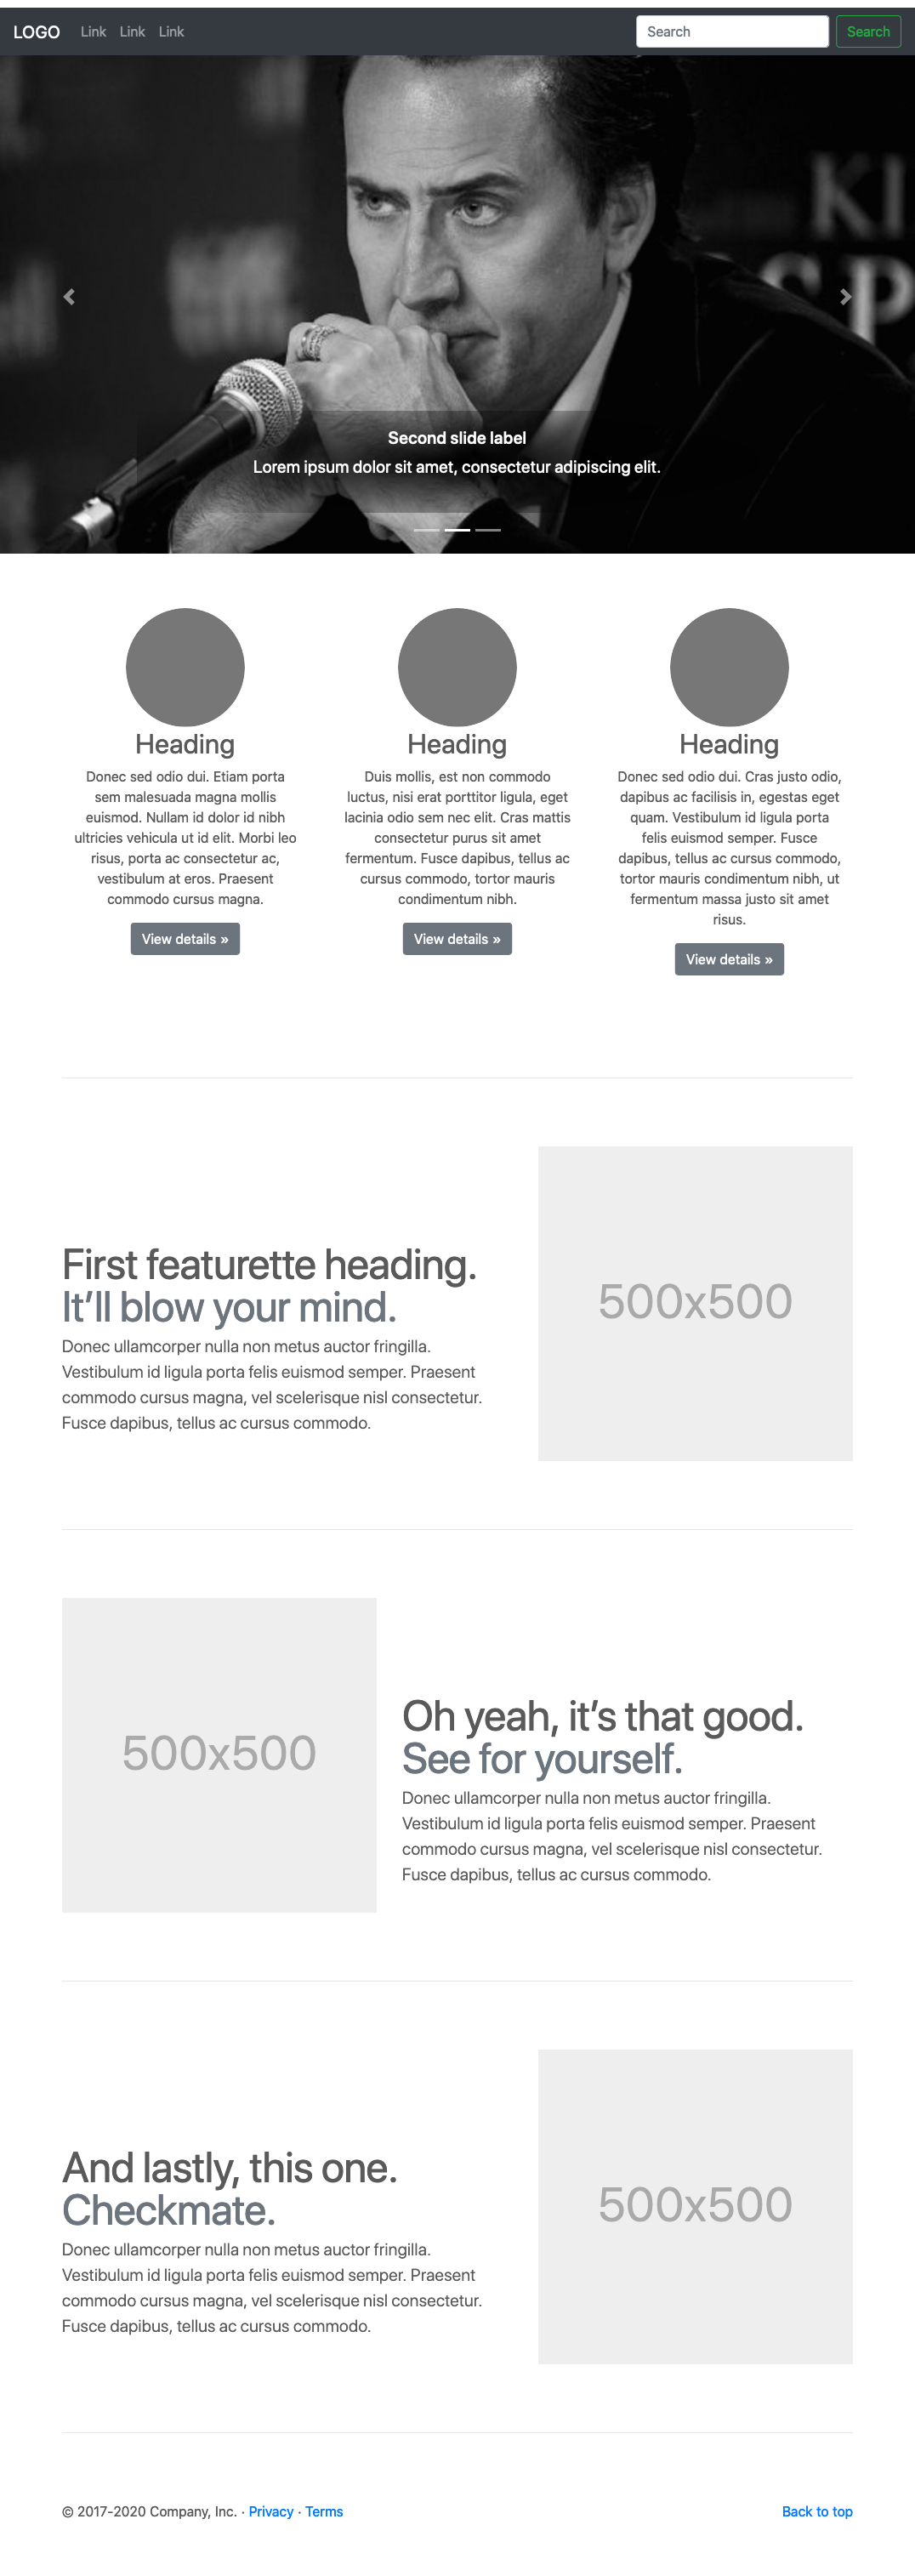 LOGO Link Link Link Search Search
KI
SP
Second slide label
Lorem ipsum dolor sit amet, consectetur adipiscing elit.
Heading
Donec sed odio dui. Etiam porta
sem malesuada magna mollis
euismod. Nullam id dolor id nibh
ultricies vehicula ut id elit. Morbi leo
risus, porta ac consectetur ac,
vestibulum at eros. Praesent
commodo cursus magna.
View details »
Heading
Duis mollis, est non commodo
luctus, nisi erat porttitor ligula, eget
lacinia odio sem nec elit. Cras mattis
consectetur purus sit amet
fermentum. Fusce dapibus, tellus ac
cursus commodo, tortor mauris
condimentum nibh.
View details »
Heading
Donec sed odio dui. Cras justo odio,
dapibus ac facilisis in, egestas eget
quam. Vestibulum id ligula porta
felis euismod semper. Fusce
dapibus, tellus ac cursus commodo,
tortor mauris condimentum nibh, ut
fermentum massa justo sit amet
risus.
View details »
First featurette heading.
It’ll blow your mind.
Donec ullamcorper nulla non metus auctor fringilla.
Vestibulum id ligula porta felis euismod semper. Praesent
commodo cursus magna, vel scelerisque nisl consectetur.
Fusce dapibus, tellus ac cursus commodo.
500x500
500x500
Oh yeah, it’s that good.
See for yourself.
Donec ullamcorper nulla non metus auctor fringilla.
Vestibulum id ligula porta felis euismod semper. Praesent
commodo cursus magna, vel scelerisque nisl consectetur.
Fusce dapibus, tellus ac cursus commodo.
And lastly, this one.
Checkmate.
Donec ullamcorper nulla non metus auctor fringilla.
Vestibulum id ligula porta felis euismod semper. Praesent
commodo cursus magna, vel scelerisque nisl consectetur.
Fusce dapibus, tellus ac cursus commodo.
500x500
© 2017-2020 Company, Inc. · Privacy · Terms
Back to top